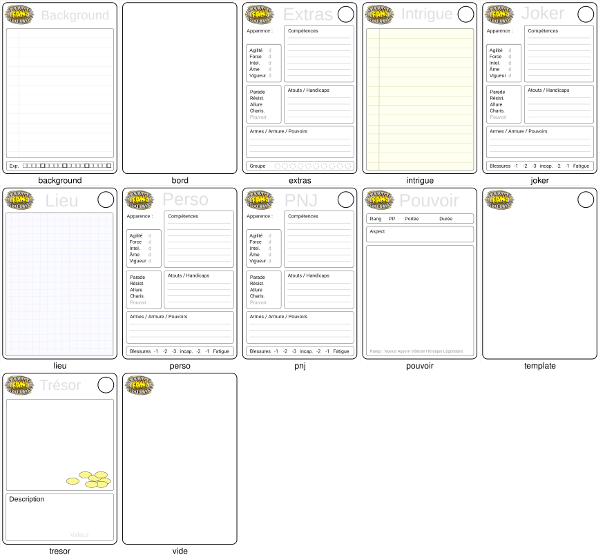 Background
Exp.
background
bord
Extras
Apparence :
Compétences
Agilité d
Force d
Intel. d
Âme d
Vigueur d
Parade
Résist.
Allure
Charis.
Pouvoir
Atouts / Handicaps
Armes / Armure / Pouvoirs
Groupe
extras
Intrigue
intrigue
Joker
Apparence :
Compétences
Agilité d
Force d
Intel. d
Âme d
Vigueur d
Parade
Résist.
Allure
Charis.
Pouvoir
Atouts / Handicaps
Armes / Armure / Pouvoirs
Blessures -1 -2 -3 Incap. -2 -1 Fatigue
joker
Lieu
lieu
Perso
Apparence :
Compétences
Agilité d
Force d
Intel. d
Âme d
Vigueur d
Parade
Résist.
Allure
Charis.
Pouvoir
Atouts / Handicaps
Armes / Armure / Pouvoirs
Blessures -1 -2 -3 Incap. -2 -1 Fatigue
perso
PNJ
Apparence :
Compétences
Agilité d
Force d
Intel. d
Âme d
Vigueur d
Parade
Résist.
Allure
Charis.
Pouvoir
Atouts / Handicaps
Armes / Armure / Pouvoirs
Blessures -1 -2 -3 Incap. -2 -1 Fatigue
pnj
Pouvoir
Rang PP Portée Durée
Aspect
pouvoir
template
Trésor
Description
valeur
tresor
vide